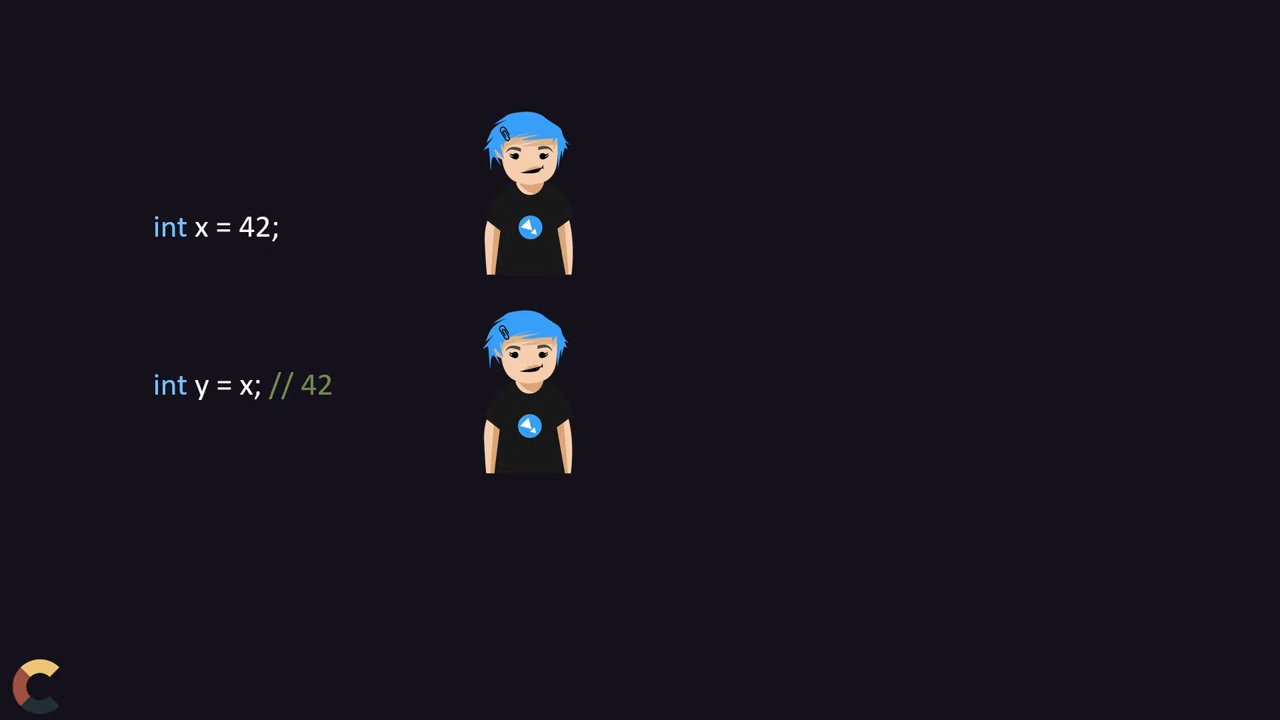 int x = 42;
int y = x; // 42